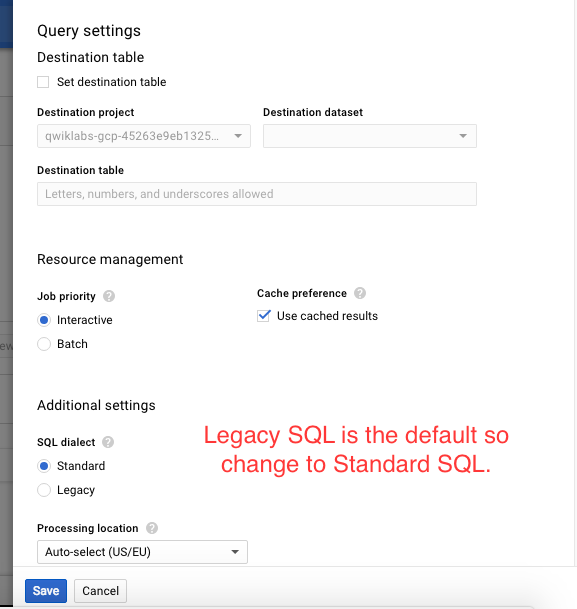 Query settings
Destination table
Set destination table
Destination project
Destination dataset
qwiklabs-gcp-45263e9eb1325...
Destination table
Letters, numbers, and underscores allowed
Resource management
Job priority ?
Cache preference ?
Interactive
Use cached results
Batch
ew
Additional settings
SQL dialect ?
Legacy SQL is the default so
change to Standard SQL.
Standard
Legacy
Processing location ?
Auto-select (US/EU)
Save
Cancel